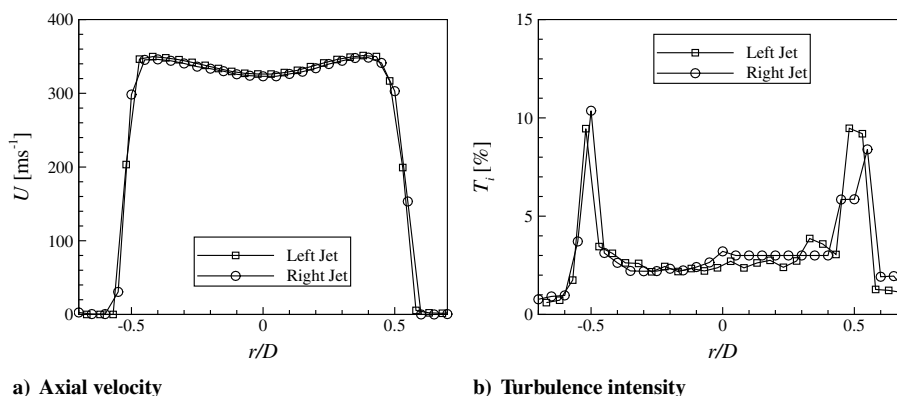 400
300
200
100
0
U [ms⁻¹]
-0.5
0
0.5
r/D
Left Jet
Right Jet
a) Axial velocity
15
10
5
0
Tᵢ [%]
-0.5
0
0.5
r/D
Left Jet
Right Jet
b) Turbulence intensity